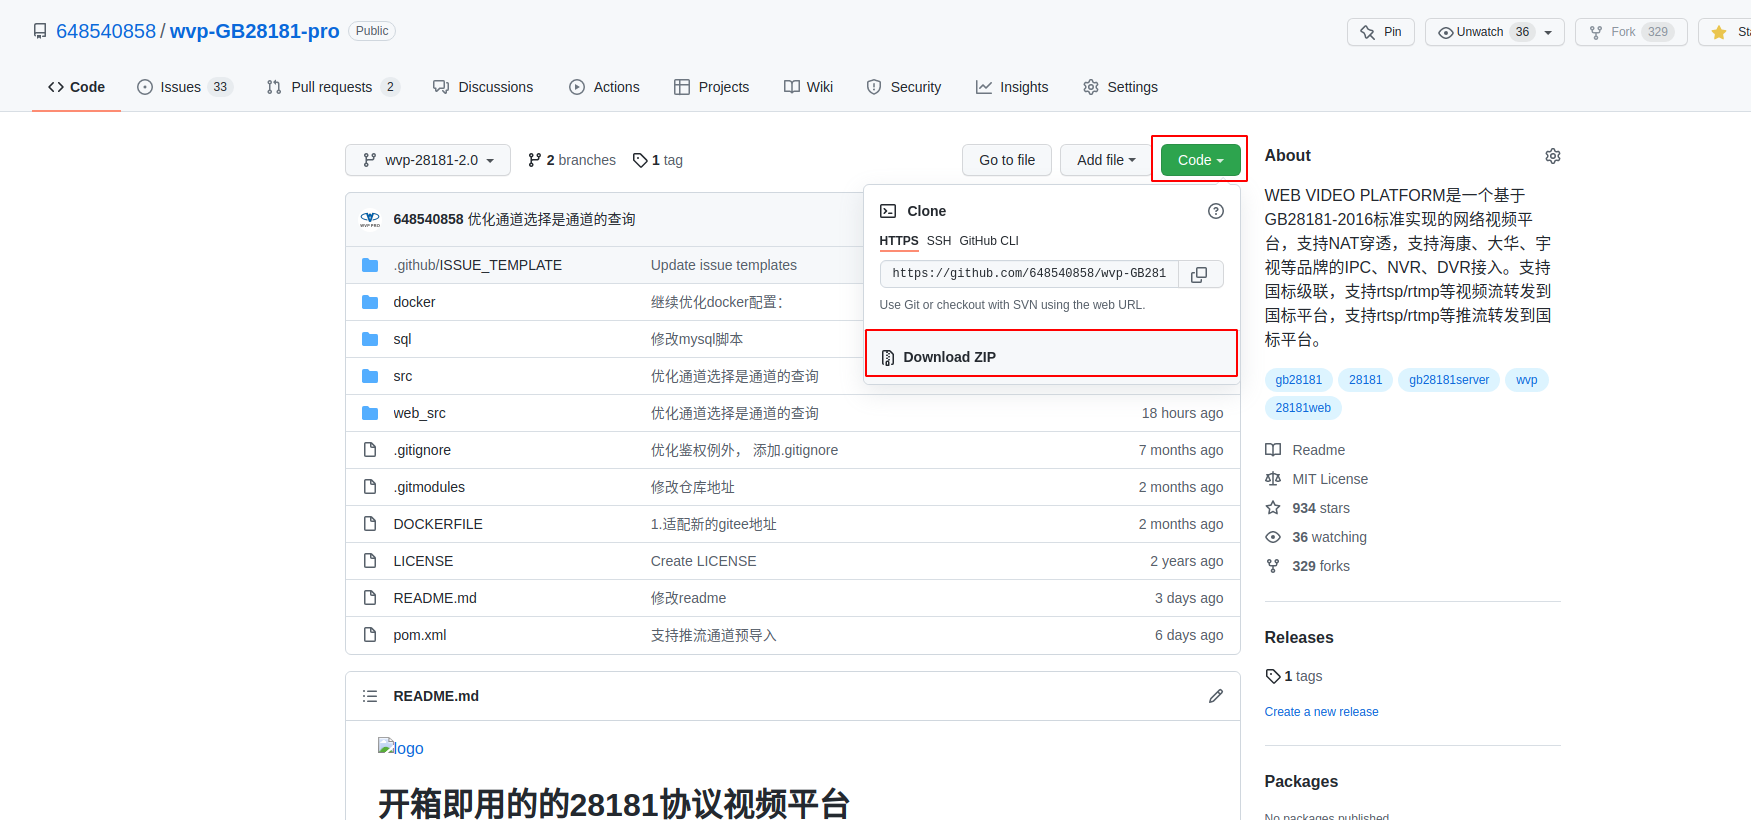 648540858 / wvp-GB28181-pro Public
Pin
Unwatch 36
Fork 329
Sta
Code
Issues 33
Pull requests 2
Discussions
Actions
Projects
Wiki
Security
Insights
Settings
wvp-28181-2.0
2 branches
1 tag
Go to file
Add file
Code
648540858 优化通道选择是通道的查询
.github/ISSUE_TEMPLATE Update issue templates
docker 继续优化docker配置：
sql 修改mysql脚本
src 优化通道选择是通道的查询
web_src 优化通道选择是通道的查询 18 hours ago
.gitignore 优化鉴权例外， 添加.gitignore 7 months ago
.gitmodules 修改仓库地址 2 months ago
DOCKERFILE 1.适配新的gitee地址 2 months ago
LICENSE Create LICENSE 2 years ago
README.md 修改readme 3 days ago
pom.xml 支持推流通道预导入 6 days ago
Clone
HTTPS SSH GitHub CLI
https://github.com/648540858/wvp-GB281
Use Git or checkout with SVN using the web URL.
Download ZIP
README.md
logo
开箱即用的的28181协议视频平台
About
WEB VIDEO PLATFORM是一个基于
GB28181-2016标准实现的网络视频平
台，支持NAT穿透，支持海康、大华、宇
视等品牌的IPC、NVR、DVR接入。支持
国标级联，支持rtsp/rtmp等视频流转发到
国标平台，支持rtsp/rtmp等推流转发到国
标平台。
gb28181 28181 gb28181server wvp
28181web
Readme
MIT License
934 stars
36 watching
329 forks
Releases
1 tags
Create a new release
Packages
No packages published